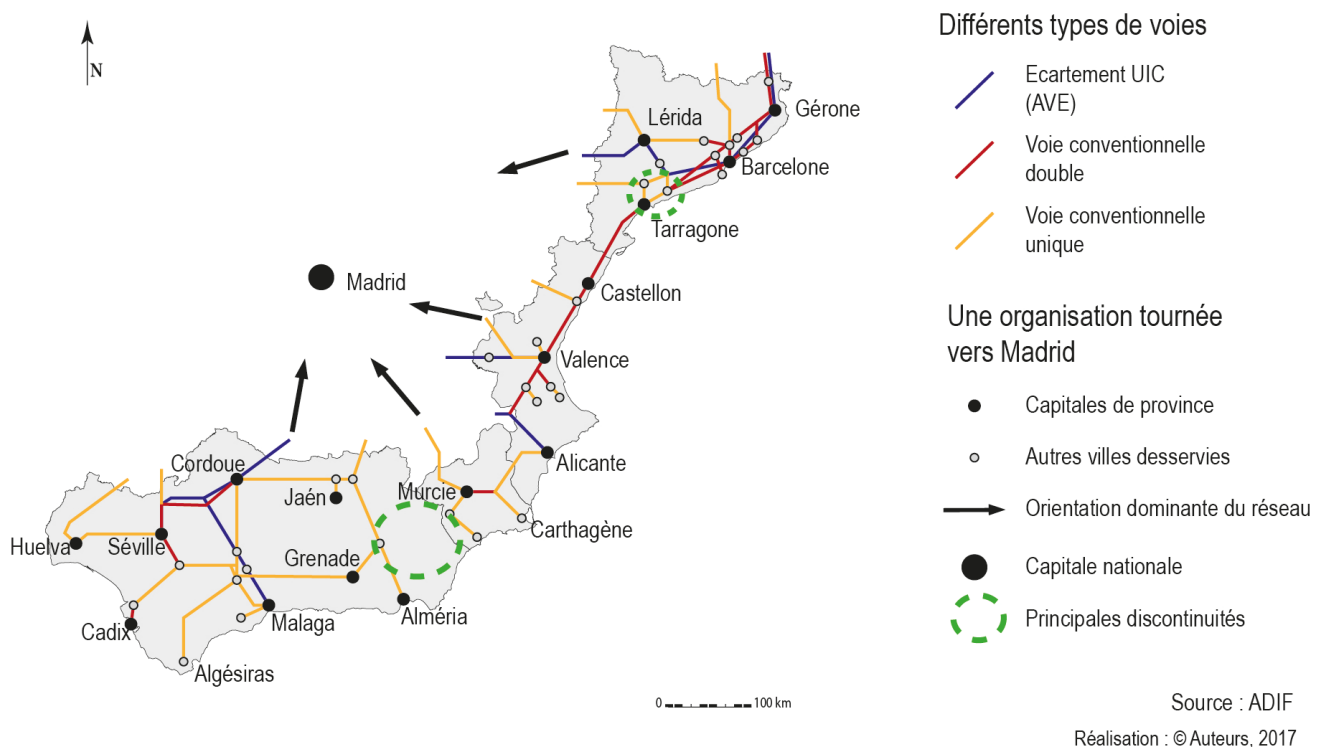 N
Lérida
Gérone
Barcelone
Tarragone
Madrid
Castellon
Valence
Alicante
Cordoue
Jaén
Murcie
Carthagène
Huelva
Séville
Grenade
Alméria
Cadix
Malaga
Algésiras
0 100 km
Différents types de voies
Ecartement UIC
(AVE)
Voie conventionnelle
double
Voie conventionnelle
unique
Une organisation tournée
vers Madrid
Capitales de province
Autres villes desservies
Orientation dominante du réseau
Capitale nationale
Principales discontinuités
Source : ADIF
Réalisation : © Auteurs, 2017